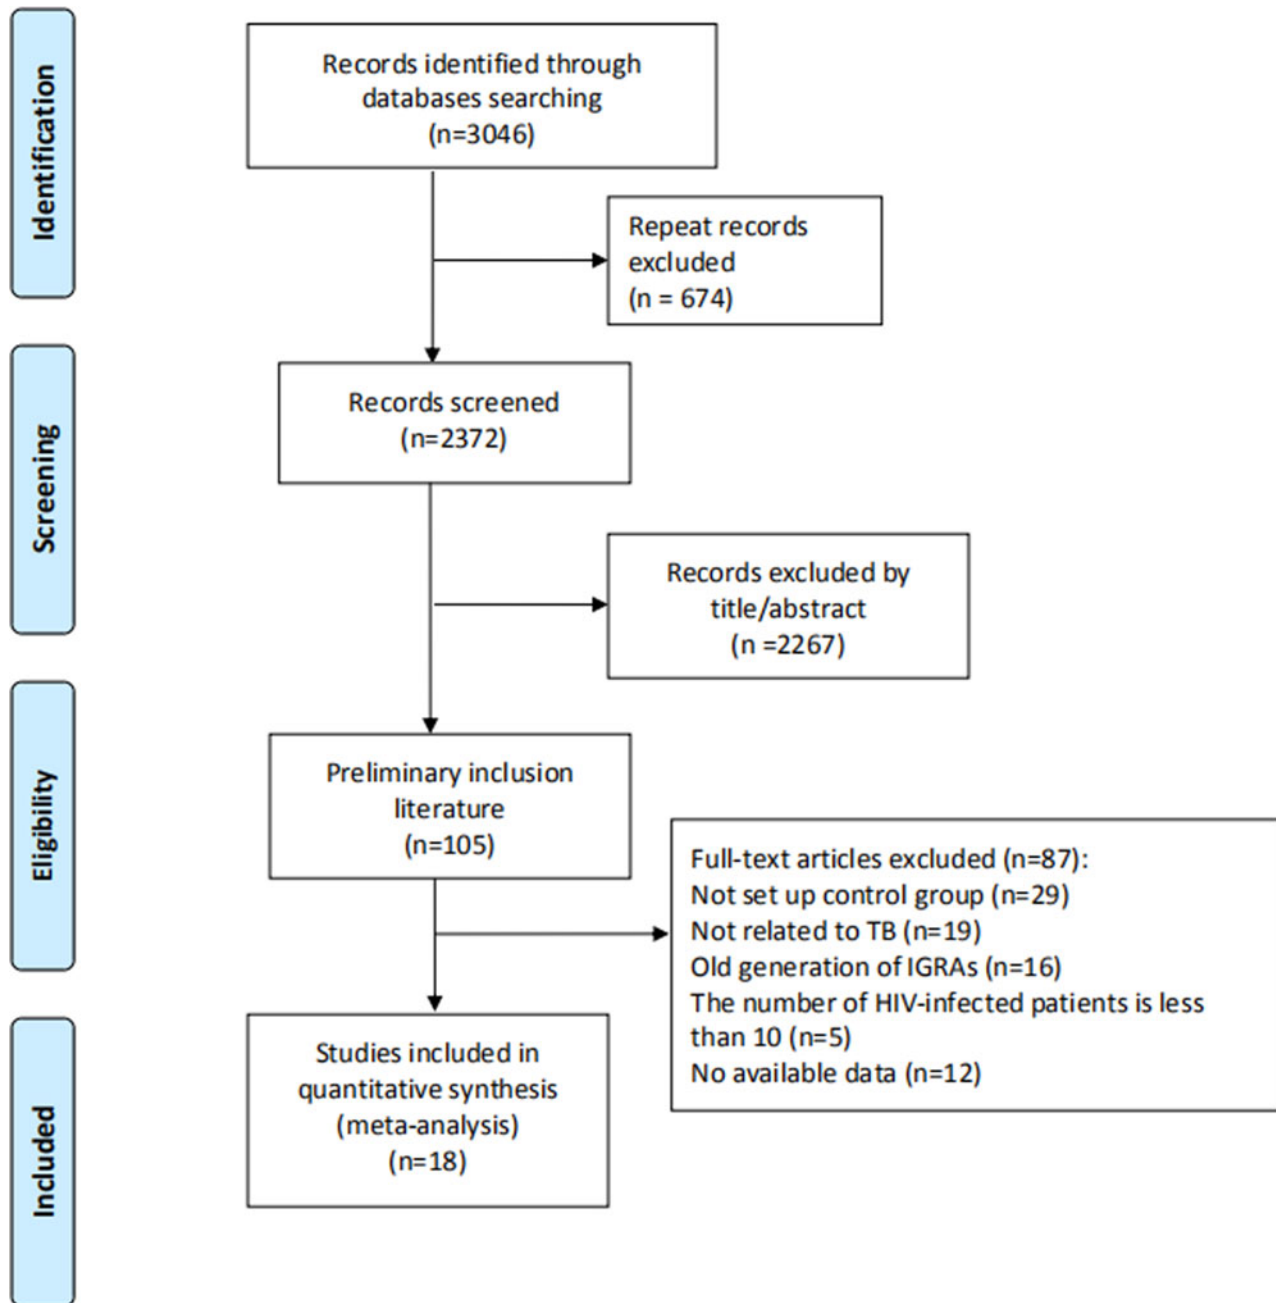 Identification
Records identified through
databases searching
(n=3046)
Repeat records
excluded
(n = 674)
Screening
Records screened
(n=2372)
Records excluded by
title/abstract
(n =2267)
Eligibility
Preliminary inclusion
literature
(n=105)
Full-text articles excluded (n=87):
Not set up control group (n=29)
Not related to TB (n=19)
Old generation of IGRAs (n=16)
The number of HIV-infected patients is less
than 10 (n=5)
No available data (n=12)
Included
Studies included in
quantitative synthesis
(meta-analysis)
(n=18)